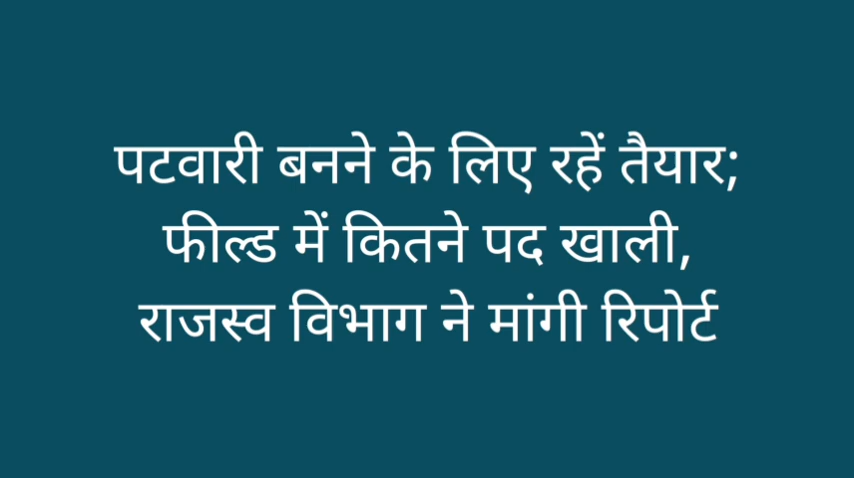 पटवारी बनने के लिए रहें तैयार;
फील्ड में कितने पद खाली,
राजस्व विभाग ने मांगी रिपोर्ट